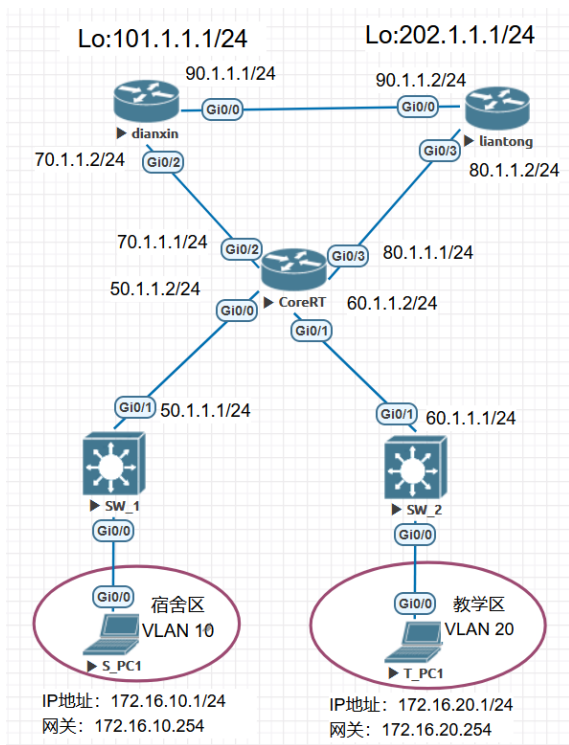 Lo:101.1.1.1/24
Lo:202.1.1.1/24
90.1.1.1/24
90.1.1.2/24
Gi0/0
Gi0/0
dianxin
liantong
70.1.1.2/24
Gi0/2
Gi0/3
80.1.1.2/24
70.1.1.1/24
Gi0/2
Gi0/3
80.1.1.1/24
50.1.1.2/24
CoreRT
60.1.1.2/24
Gi0/0
Gi0/1
Gi0/1
50.1.1.1/24
Gi0/1
60.1.1.1/24
SW_1
SW_2
Gi0/0
Gi0/0
Gi0/0
宿舍区
VLAN 10
S_PC1
Gi0/0
教学区
VLAN 20
T_PC1
IP地址：172.16.10.1/24
网关：172.16.10.254
IP地址：172.16.20.1/24
网关：172.16.20.254